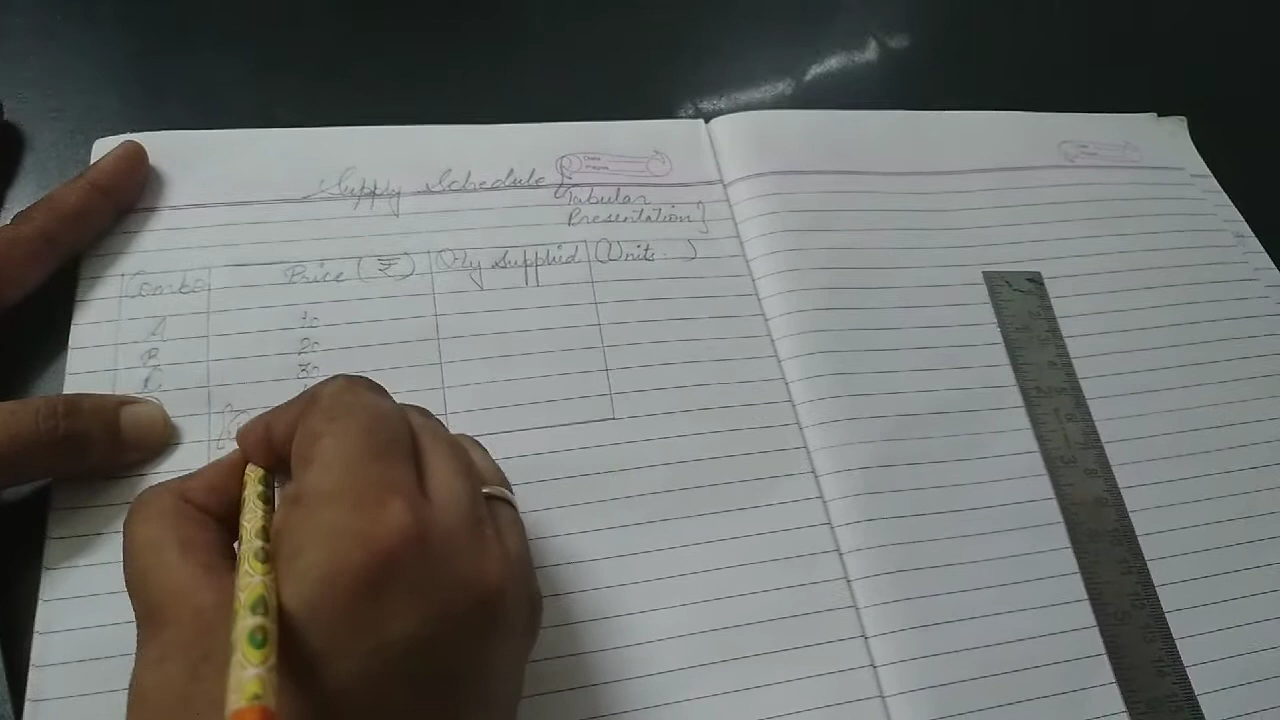 Supply Schedule {
Tabular
Presentation}
Combo Price (₹) Qty Supplied (Units )
A 10
B 20
C 30